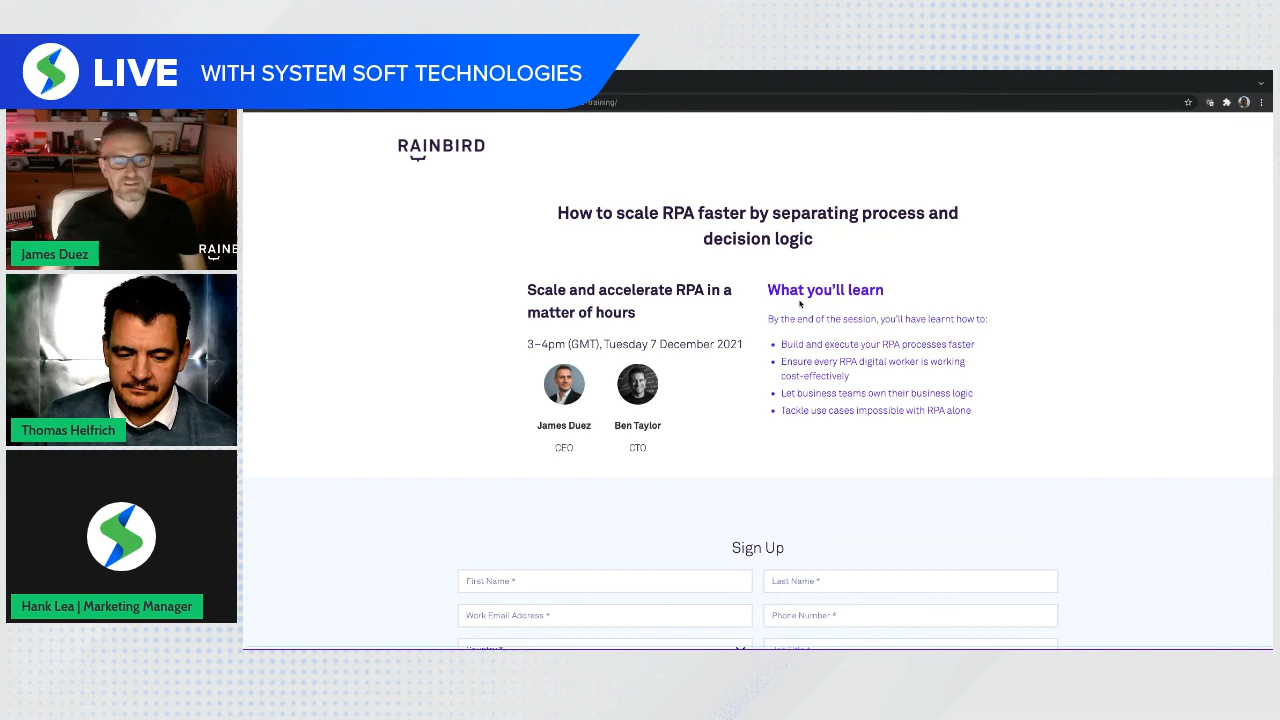 LIVE WITH SYSTEM SOFT TECHNOLOGIES
-training/
James Duez
RAINB
Thomas Helfrich
Hank Lea | Marketing Manager
RAINBIRD
How to scale RPA faster by separating process and
decision logic
Scale and accelerate RPA in a
matter of hours
3–4pm (GMT), Tuesday 7 December 2021
James Duez
CEO
Ben Taylor
CTO
What you'll learn
By the end of the session, you'll have learnt how to:
• Build and execute your RPA processes faster
• Ensure every RPA digital worker is working
cost-effectively
• Let business teams own their business logic
• Tackle use cases impossible with RPA alone
Sign Up
First Name *
Last Name *
Work Email Address *
Phone Number *
Country *
Job Title *